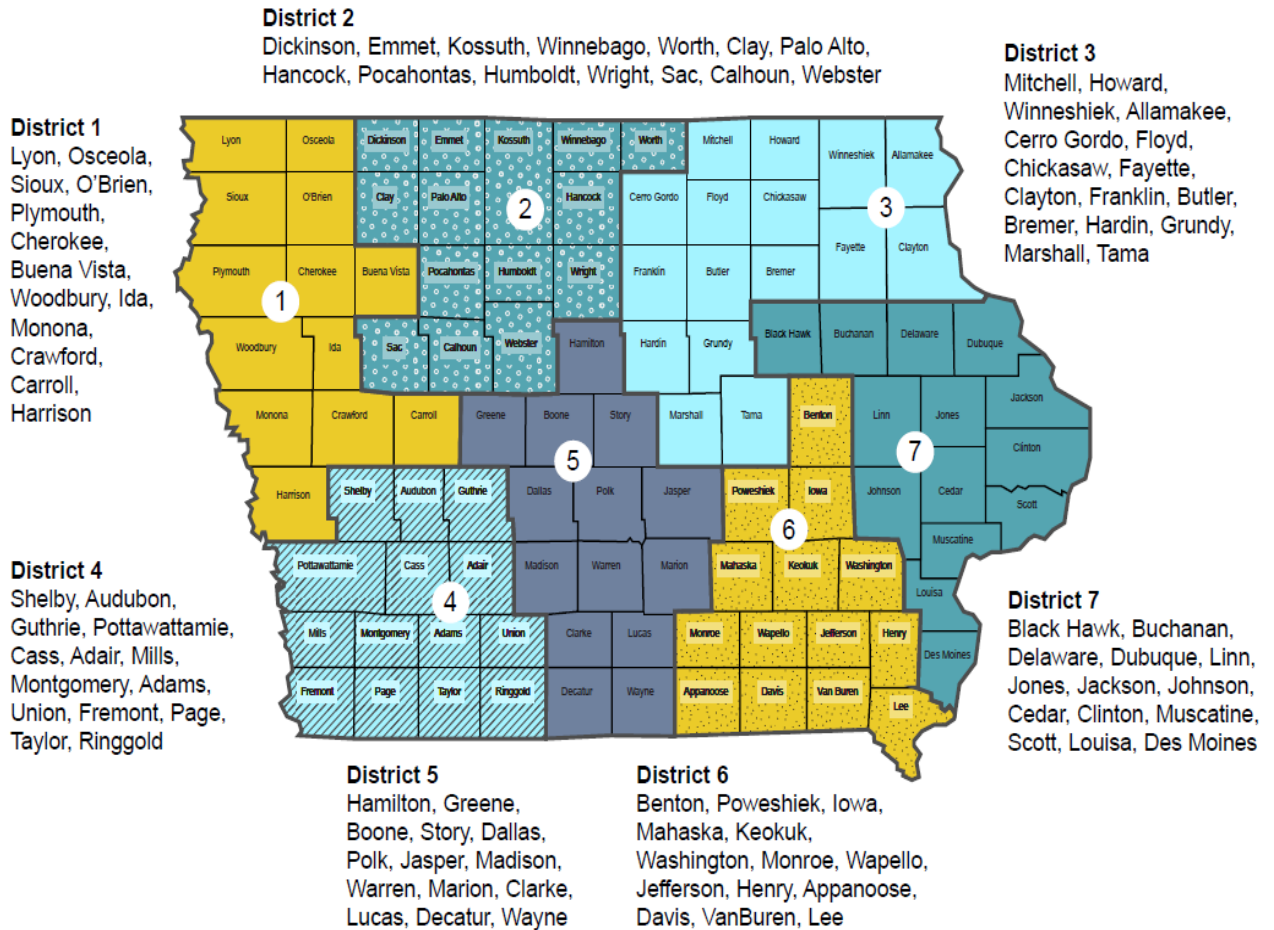 District 2
Dickinson, Emmet, Kossuth, Winnebago, Worth, Clay, Palo Alto,
Hancock, Pocahontas, Humboldt, Wright, Sac, Calhoun, Webster
District 3
Mitchell, Howard,
Winneshiek, Allamakee,
Cerro Gordo, Floyd,
Chickasaw, Fayette,
Clayton, Franklin, Butler,
Bremer, Hardin, Grundy,
Marshall, Tama
District 1
Lyon, Osceola,
Sioux, O'Brien,
Plymouth,
Cherokee,
Buena Vista,
Woodbury, Ida,
Monona,
Crawford,
Carroll,
Harrison
Lyon Osceola Dickinson Emmet Kossuth Winnebago Worth Mitchell Howard Winneshiek Allamakee
Sioux O'Brien Clay Palo Alto Hancock Cerro Gordo Floyd Chickasaw
2 3
Plymouth Cherokee Buena Vista Pocahontas Humboldt Wright Franklin Butler Bremer Fayette Clayton
1
Woodbury Ida Sac Calhoun Webster Hamilton Hardin Grundy Black Hawk Buchanan Delaware Dubuque
Monona Crawford Carroll Greene Boone Story Marshall Tama Benton Linn Jones Jackson
5 7
Clinton
Harrison Shelby Audubon Guthrie Dallas Polk Jasper Poweshiek Iowa Johnson Cedar Scott
6
Muscatine
Pottawattamie Cass Adair Madison Warren Marion Mahaska Keokuk Washington
4
Louisa
Mills Montgomery Adams Union Clarke Lucas Monroe Wapello Jefferson Henry Des Moines
Fremont Page Taylor Ringgold Decatur Wayne Appanoose Davis Van Buren Lee
District 4
Shelby, Audubon,
Guthrie, Pottawattamie,
Cass, Adair, Mills,
Montgomery, Adams,
Union, Fremont, Page,
Taylor, Ringgold
District 7
Black Hawk, Buchanan,
Delaware, Dubuque, Linn,
Jones, Jackson, Johnson,
Cedar, Clinton, Muscatine,
Scott, Louisa, Des Moines
District 5
Hamilton, Greene,
Boone, Story, Dallas,
Polk, Jasper, Madison,
Warren, Marion, Clarke,
Lucas, Decatur, Wayne
District 6
Benton, Poweshiek, Iowa,
Mahaska, Keokuk,
Washington, Monroe, Wapello,
Jefferson, Henry, Appanoose,
Davis, VanBuren, Lee